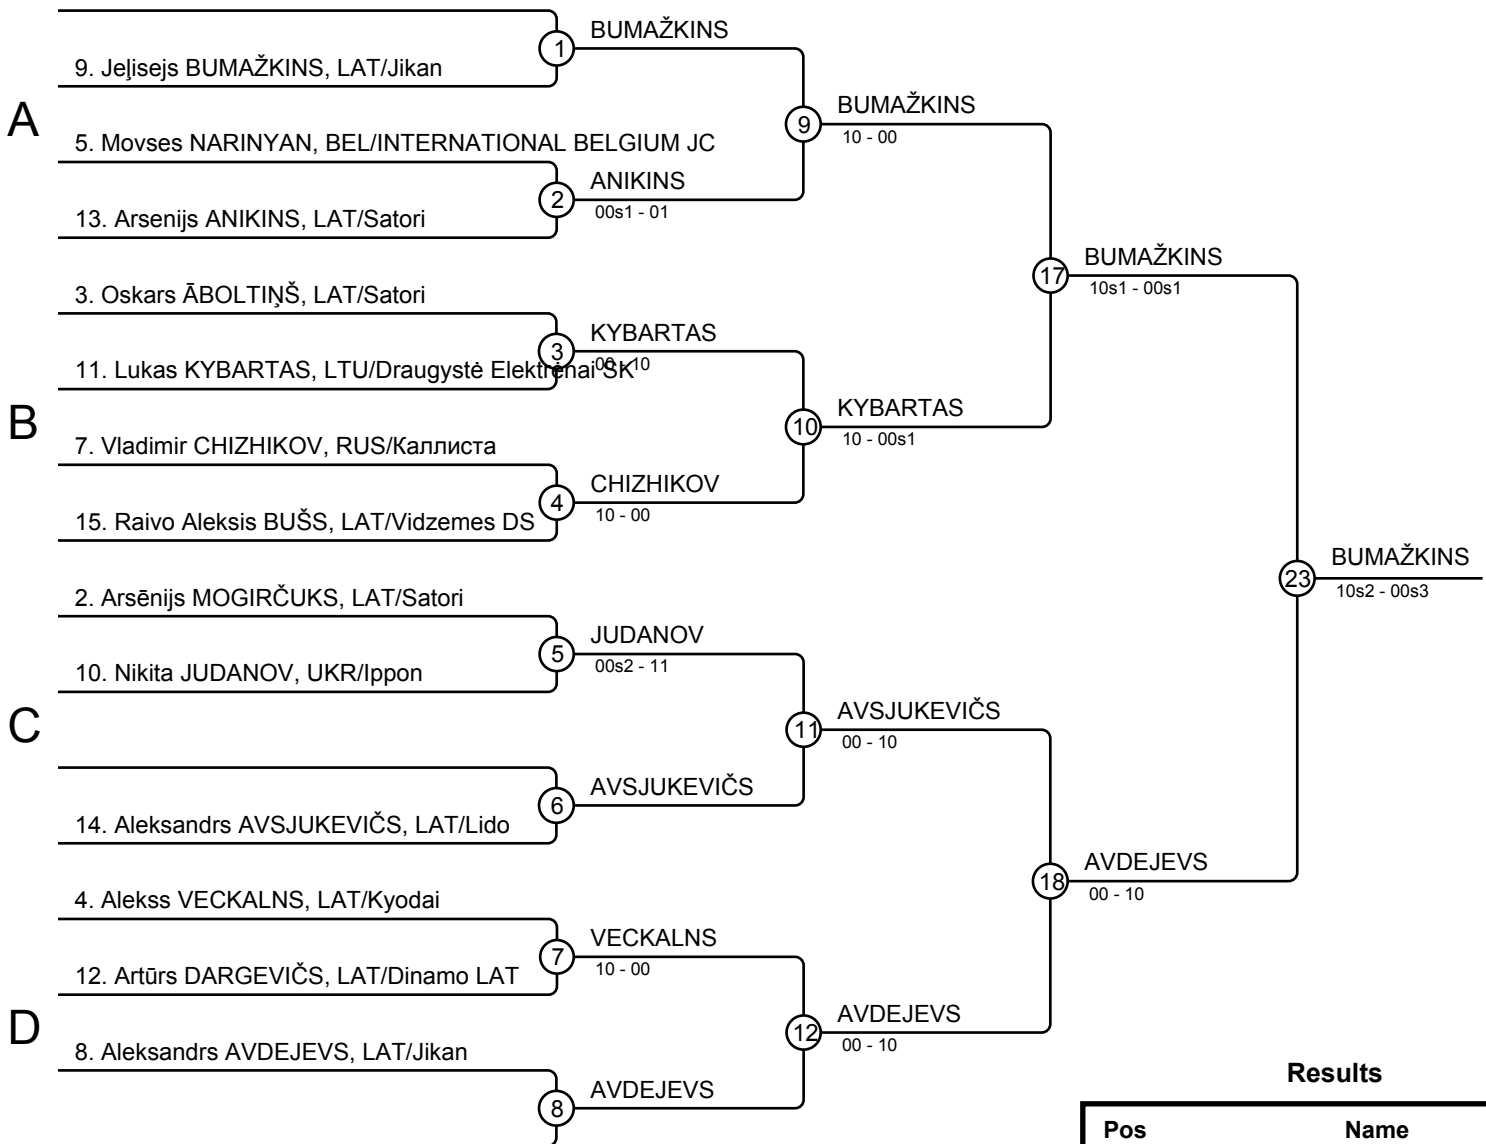 BUMAŽKINS
1
9. Jeļisejs BUMAŽKINS, LAT/Jikan
BUMAŽKINS
A
9
10 - 00
5. Movses NARINYAN, BEL/INTERNATIONAL BELGIUM JC
ANIKINS
2
00s1 - 01
13. Arsenijs ANIKINS, LAT/Satori
BUMAŽKINS
17
10s1 - 00s1
3. Oskars ĀBOLTIŅŠ, LAT/Satori
KYBARTAS
3
00 - 10
11. Lukas KYBARTAS, LTU/Draugystė Elektrėnai SK
KYBARTAS
B
10
10 - 00s1
7. Vladimir CHIZHIKOV, RUS/Каллиста
CHIZHIKOV
4
10 - 00
15. Raivo Aleksis BUŠS, LAT/Vidzemes DS
BUMAŽKINS
23
10s2 - 00s3
2. Arsēnijs MOGIRČUKS, LAT/Satori
JUDANOV
5
00s2 - 11
10. Nikita JUDANOV, UKR/Ippon
AVSJUKEVIČS
C
11
00 - 10
AVSJUKEVIČS
6
14. Aleksandrs AVSJUKEVIČS, LAT/Lido
AVDEJEVS
18
00 - 10
4. Alekss VECKALNS, LAT/Kyodai
VECKALNS
7
10 - 00
12. Artūrs DARGEVIČS, LAT/Dinamo LAT
AVDEJEVS
D
12
00 - 10
8. Aleksandrs AVDEJEVS, LAT/Jikan
AVDEJEVS
8
Results
Pos Name